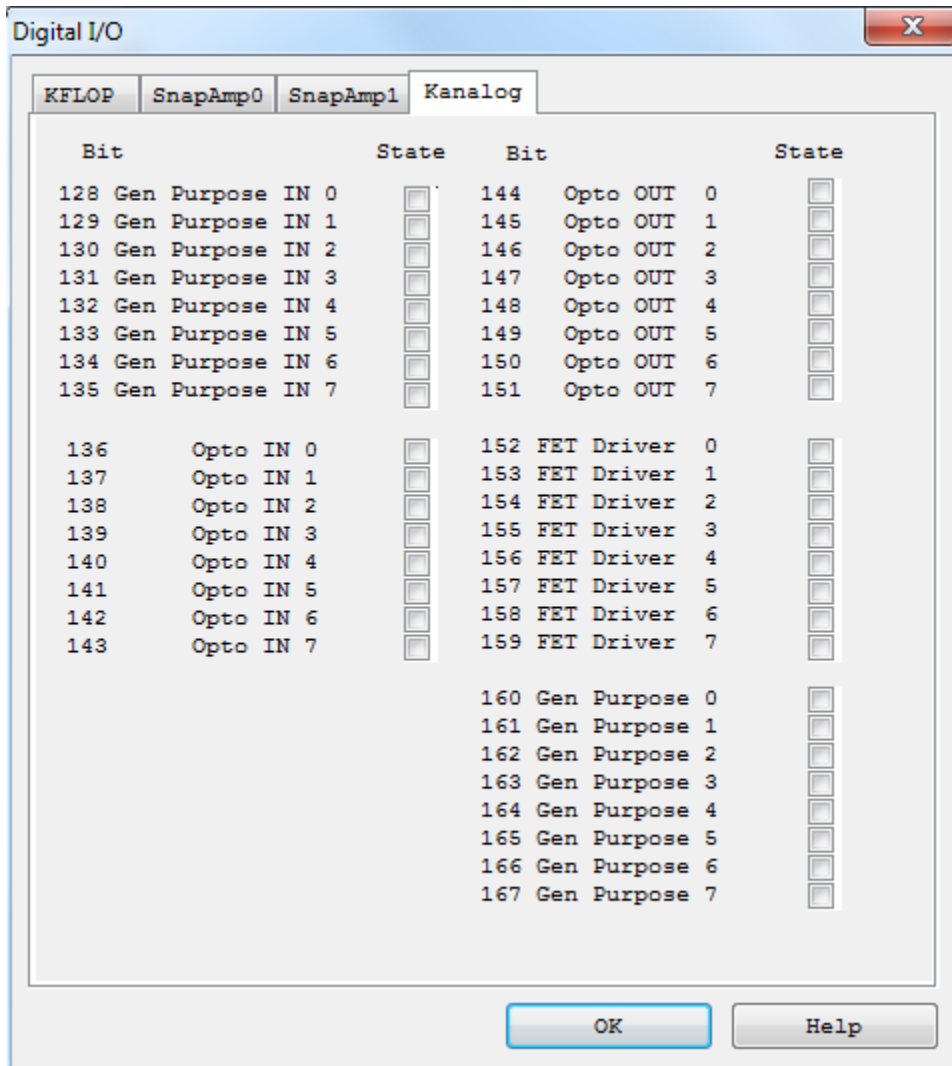 Digital I/O
KFLOP SnapAmp0 SnapAmp1 Kanalog
Bit State Bit State
128 Gen Purpose IN 0 144 Opto OUT 0
129 Gen Purpose IN 1 145 Opto OUT 1
130 Gen Purpose IN 2 146 Opto OUT 2
131 Gen Purpose IN 3 147 Opto OUT 3
132 Gen Purpose IN 4 148 Opto OUT 4
133 Gen Purpose IN 5 149 Opto OUT 5
134 Gen Purpose IN 6 150 Opto OUT 6
135 Gen Purpose IN 7 151 Opto OUT 7
136 Opto IN 0 152 FET Driver 0
137 Opto IN 1 153 FET Driver 1
138 Opto IN 2 154 FET Driver 2
139 Opto IN 3 155 FET Driver 3
140 Opto IN 4 156 FET Driver 4
141 Opto IN 5 157 FET Driver 5
142 Opto IN 6 158 FET Driver 6
143 Opto IN 7 159 FET Driver 7
160 Gen Purpose 0
161 Gen Purpose 1
162 Gen Purpose 2
163 Gen Purpose 3
164 Gen Purpose 4
165 Gen Purpose 5
166 Gen Purpose 6
167 Gen Purpose 7
OK Help